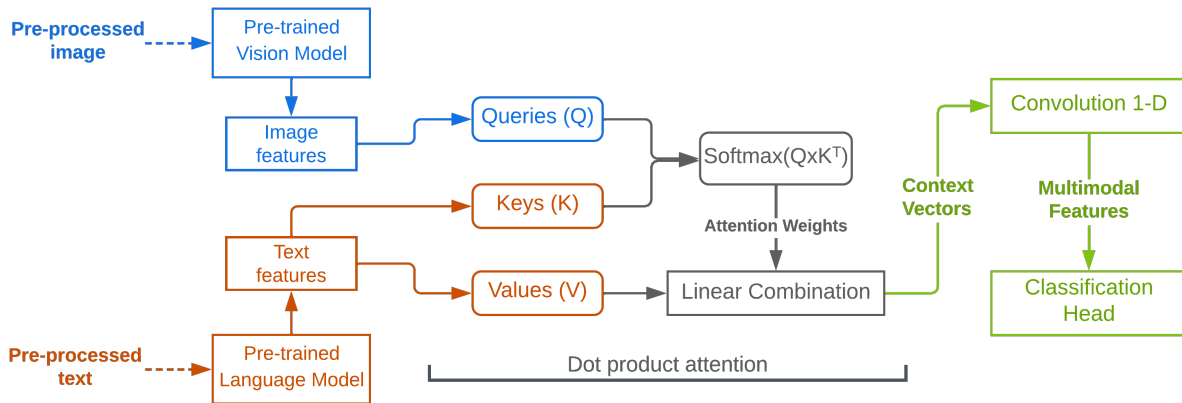 Pre-processed
image
Pre-trained
Vision Model
Image
features
Queries (Q)
Keys (K)
Text
features
Values (V)
Pre-processed
text
Pre-trained
Language Model
Softmax(QxKᵀ)
Attention Weights
Linear Combination
Dot product attention
Context
Vectors
Convolution 1-D
Multimodal
Features
Classification
Head